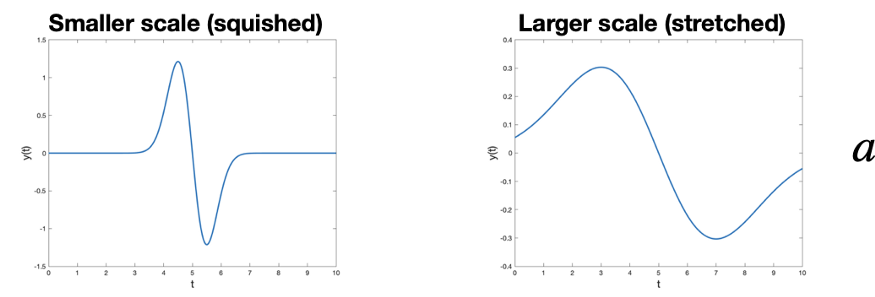 Smaller scale (squished)
1.5
1
0.5
0
-0.5
-1
-1.5
0 1 2 3 4 5 6 7 8 9 10
y(t)
t
Larger scale (stretched)
0.4
0.3
0.2
0.1
0
-0.1
-0.2
-0.3
-0.4
0 1 2 3 4 5 6 7 8 9 10
y(t)
t
a